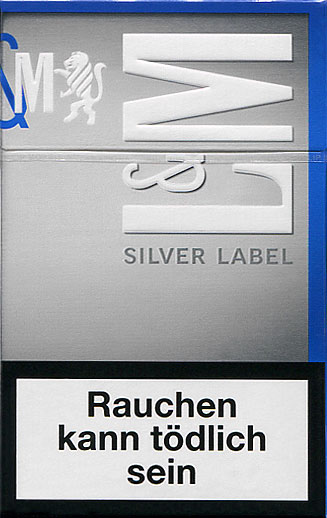 &M
L&M
SILVER LABEL
Rauchen
kann tödlich
sein